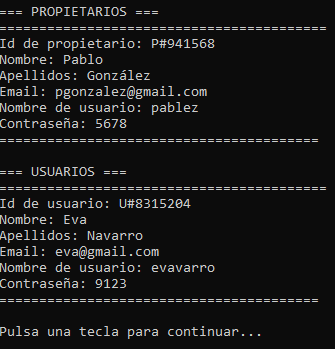 === PROPIETARIOS ===
=========================================
Id de propietario: P#941568
Nombre: Pablo
Apellidos: González
Email: pgonzalez@gmail.com
Nombre de usuario: pablez
Contraseña: 5678
========================================
=== USUARIOS ===
=========================================
Id de usuario: U#8315204
Nombre: Eva
Apellidos: Navarro
Email: eva@gmail.com
Nombre de usuario: evavarro
Contraseña: 9123
========================================
Pulsa una tecla para continuar...